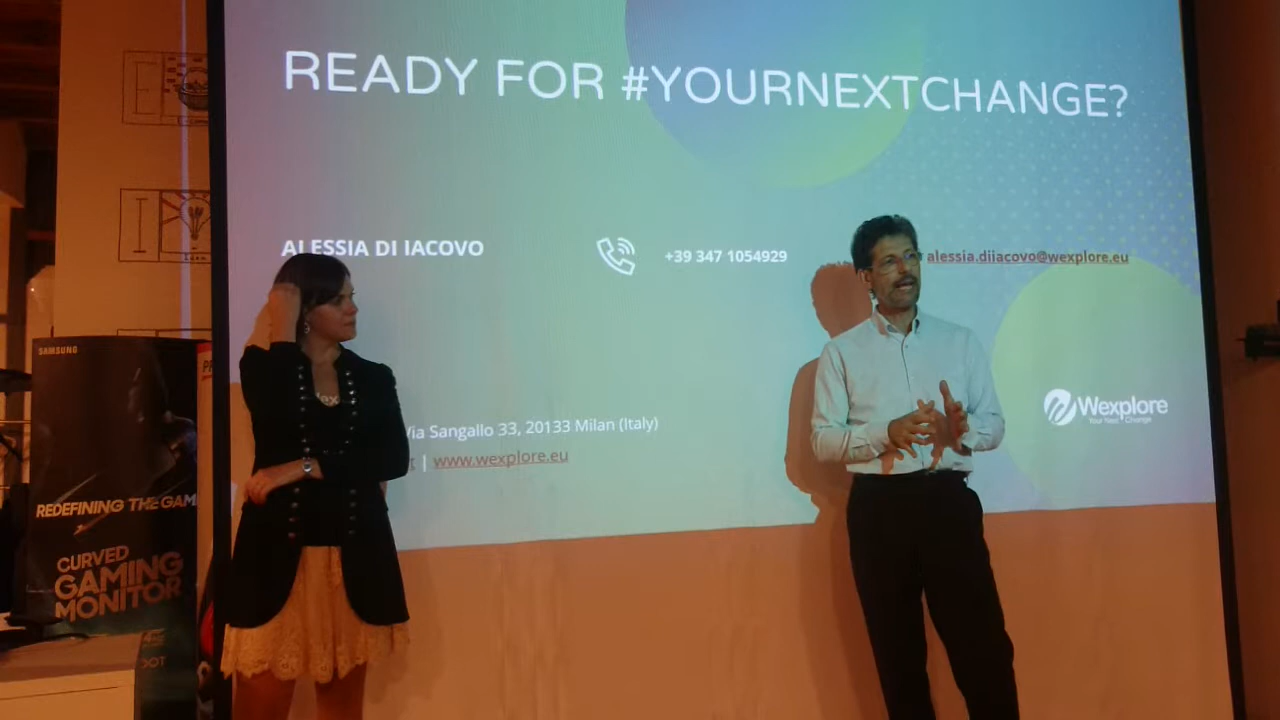 READY FOR #YOURNEXTCHANGE?
ALESSIA DI IACOVO
+39 347 1054929
alessia.diiacovo@wexplore.eu
Wexplore
Your Next Change
Via Sangallo 33, 20133 Milan (Italy)
| www.wexplore.eu
SAMSUNG
REDEFINING THE GAM
CURVED
GAMING
MONITOR